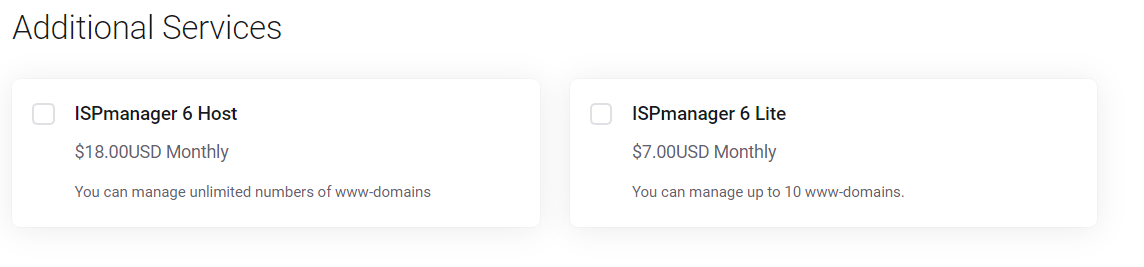 Additional Services
ISPmanager 6 Host
$18.00USD Monthly
You can manage unlimited numbers of www-domains
ISPmanager 6 Lite
$7.00USD Monthly
You can manage up to 10 www-domains.